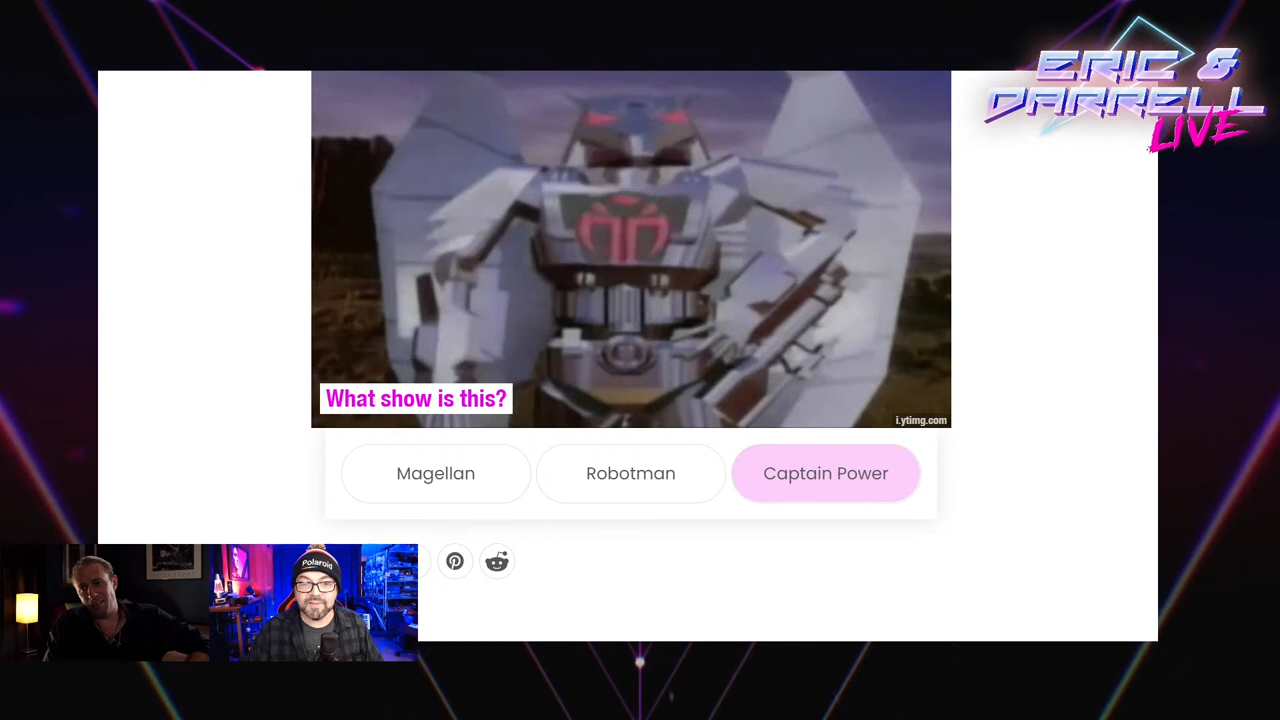 ERIC &
DARRELL
LIVE
What show is this?
i.ytimg.com
Magellan
Robotman
Captain Power
Polaroid